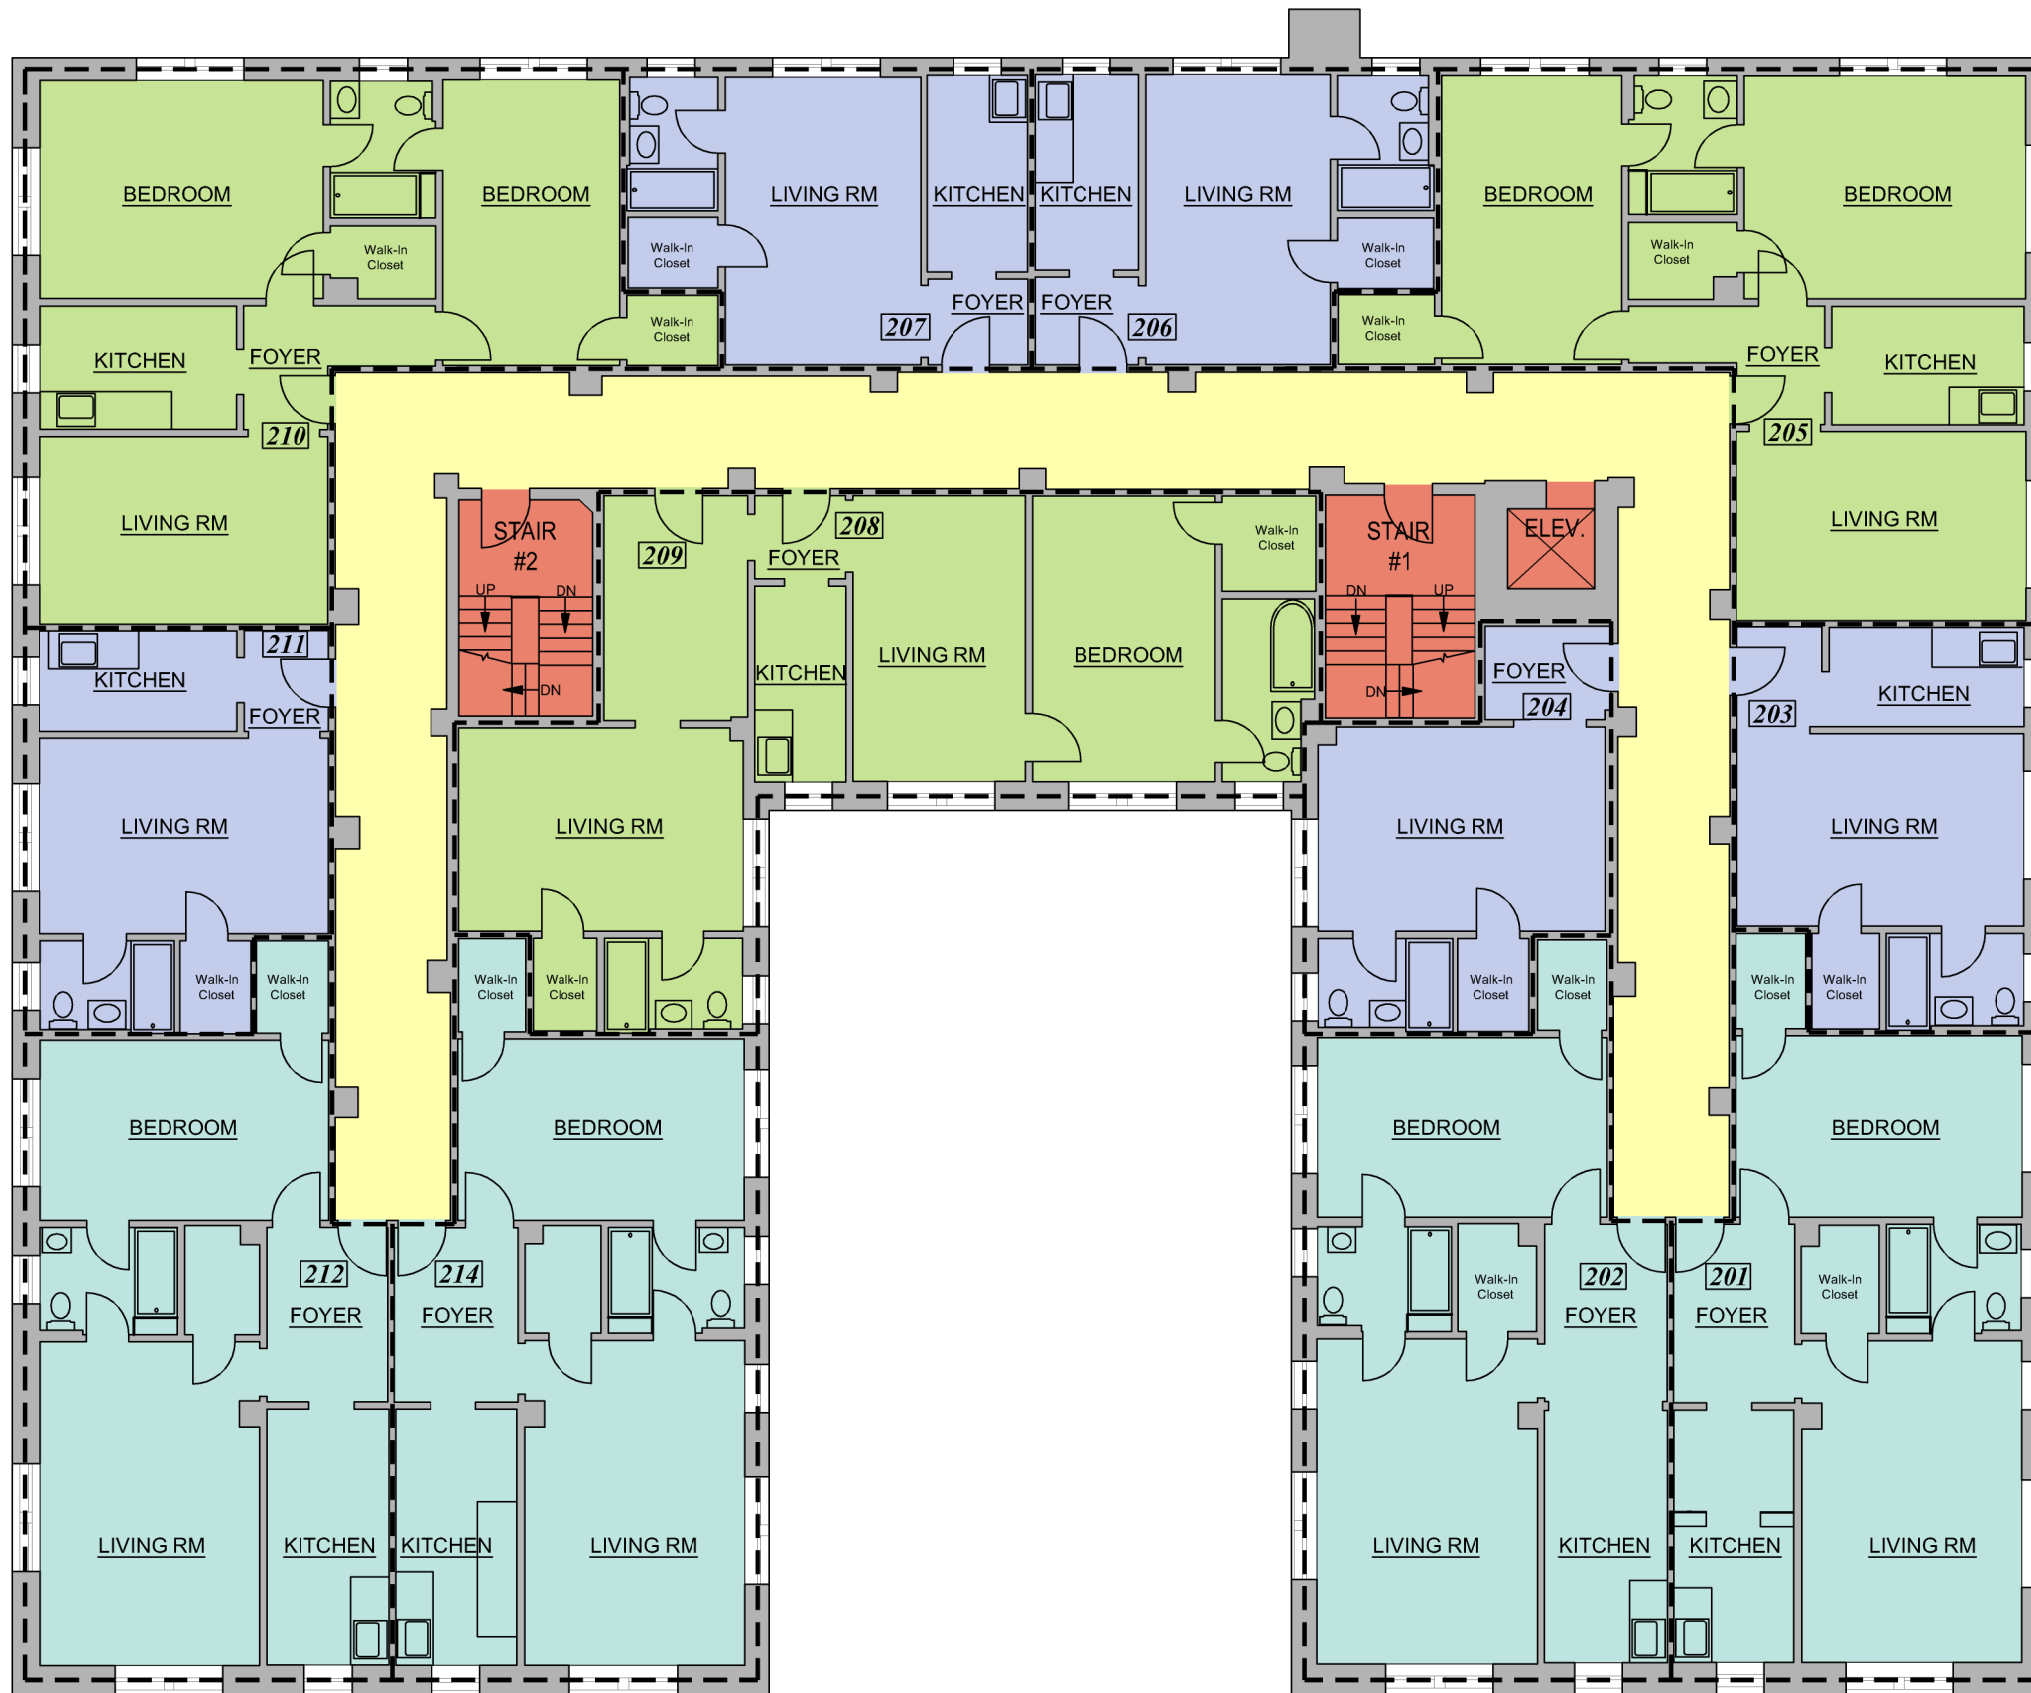 BEDROOM
BEDROOM
LIVING RM
KITCHEN
KITCHEN
LIVING RM
BEDROOM
BEDROOM
Walk-In
Closet
Walk-In
Closet
Walk-In
Closet
Walk-In
Closet
FOYER
FOYER
207
206
Walk-In
Closet
Walk-In
Closet
KITCHEN
FOYER
FOYER
KITCHEN
210
205
LIVING RM
LIVING RM
STAIR
#2
209
208
FOYER
Walk-In
Closet
STAIR
#1
ELEV.
UP
DN
DN
UP
DN
DN
211
KITCHEN
FOYER
KITCHEN
LIVING RM
BEDROOM
FOYER
204
203
KITCHEN
LIVING RM
LIVING RM
LIVING RM
LIVING RM
Walk-In
Closet
Walk-In
Closet
Walk-In
Closet
Walk-In
Closet
Walk-In
Closet
Walk-In
Closet
Walk-In
Closet
Walk-In
Closet
BEDROOM
BEDROOM
BEDROOM
BEDROOM
212
214
202
201
FOYER
FOYER
Walk-In
Closet
FOYER
FOYER
Walk-In
Closet
LIVING RM
KITCHEN
KITCHEN
LIVING RM
LIVING RM
KITCHEN
KITCHEN
LIVING RM